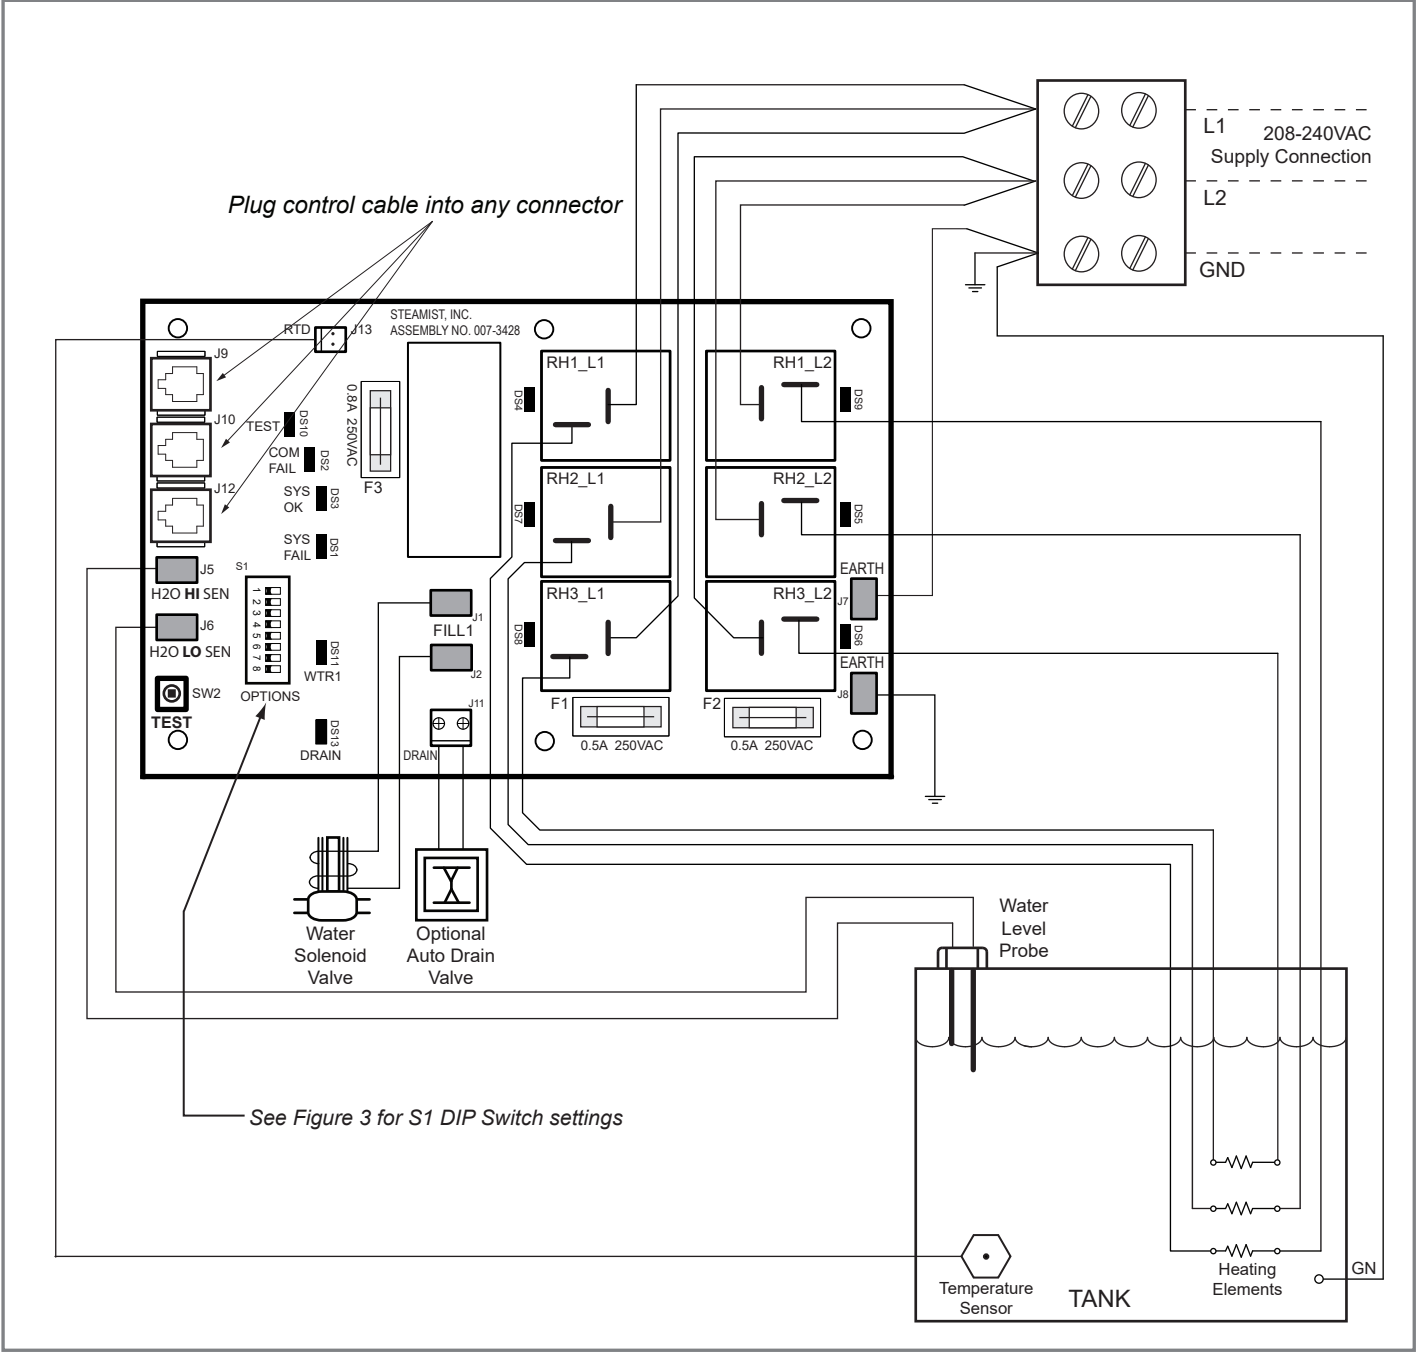 L1
208-240VAC
Supply Connection
L2
GND
Plug control cable into any connector
STEAMIST, INC.
ASSEMBLY NO. 007-3428
RTD
J13
J9
J10
J12
TEST
DS10
COM
FAIL
DS2
SYS
OK
DS3
SYS
FAIL
DS1
0.8A 250VAC
F3
RH1_L1
DS4
RH1_L2
DS9
RH2_L1
DS7
RH2_L2
DS5
RH3_L1
DS8
RH3_L2
DS6
EARTH
J7
EARTH
J8
J5
H2O HI SEN
J6
H2O LO SEN
SW2
TEST
S1
1
2
3
4
5
6
7
8
OPTIONS
DS11
WTR1
DS13
DRAIN
J1
FILL1
J2
J11
DRAIN
F1
0.5A 250VAC
F2
0.5A 250VAC
Water
Solenoid
Valve
Optional
Auto Drain
Valve
Water
Level
Probe
See Figure 3 for S1 DIP Switch settings
Temperature
Sensor
TANK
Heating
Elements
GN